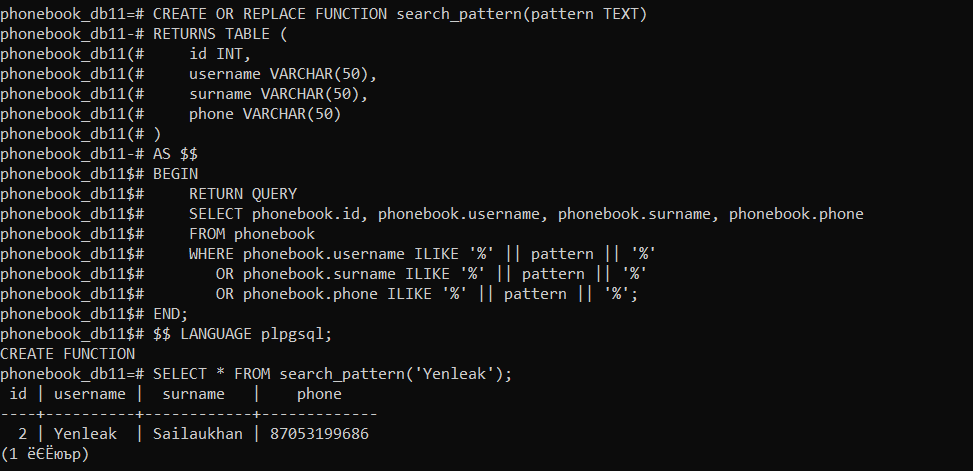 phonebook_db11=# CREATE OR REPLACE FUNCTION search_pattern(pattern TEXT)
phonebook_db11-# RETURNS TABLE (
phonebook_db11(#     id INT,
phonebook_db11(#     username VARCHAR(50),
phonebook_db11(#     surname VARCHAR(50),
phonebook_db11(#     phone VARCHAR(50)
phonebook_db11(# )
phonebook_db11-# AS $$
phonebook_db11$# BEGIN
phonebook_db11$#     RETURN QUERY
phonebook_db11$#     SELECT phonebook.id, phonebook.username, phonebook.surname, phonebook.phone
phonebook_db11$#     FROM phonebook
phonebook_db11$#     WHERE phonebook.username ILIKE '%' || pattern || '%'
phonebook_db11$#        OR phonebook.surname ILIKE '%' || pattern || '%'
phonebook_db11$#        OR phonebook.phone ILIKE '%' || pattern || '%';
phonebook_db11$# END;
phonebook_db11$# $$ LANGUAGE plpgsql;
CREATE FUNCTION
phonebook_db11=# SELECT * FROM search_pattern('Yenleak');
 id | username |  surname   |    phone
----+----------+------------+-------------
  2 | Yenleak  | Sailaukhan | 87053199686
(1 ёЄЁюър)